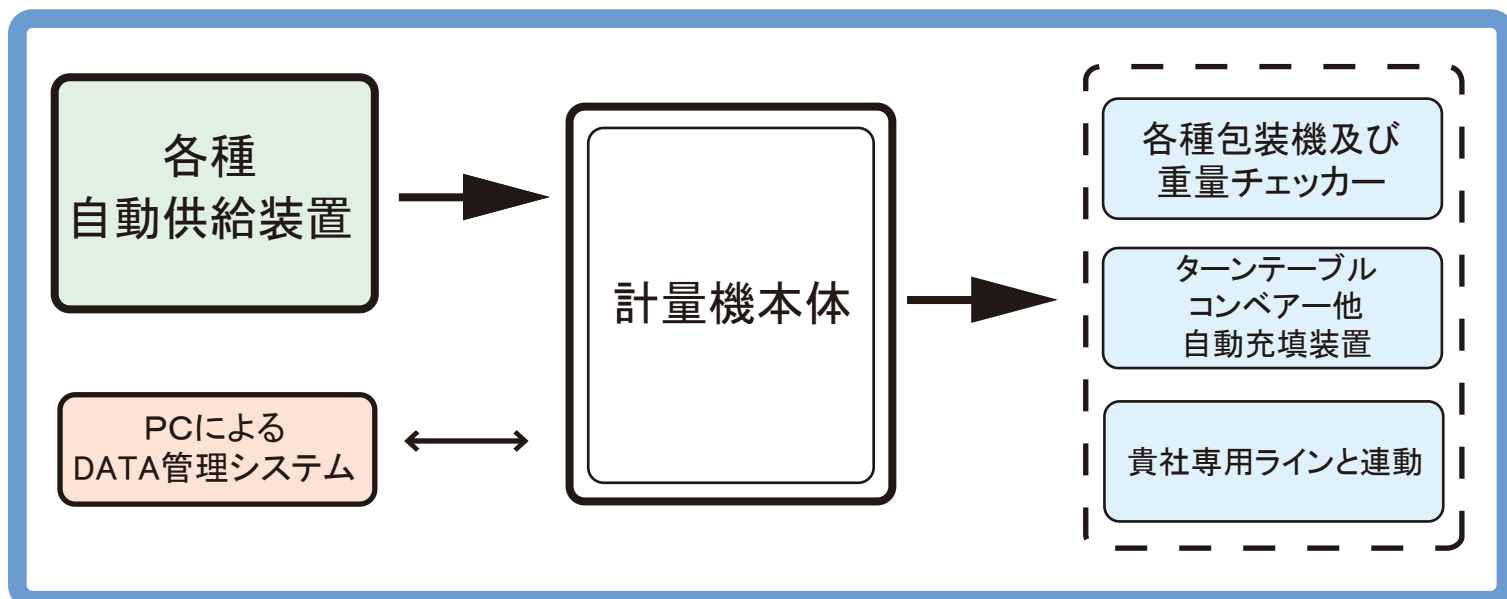 各種
自動供給装置
PCによる
DATA管理システム
計量機本体
各種包装機及び
重量チェッカー
ターンテーブル
コンベアー他
自動充填装置
貴社専用ラインと連動